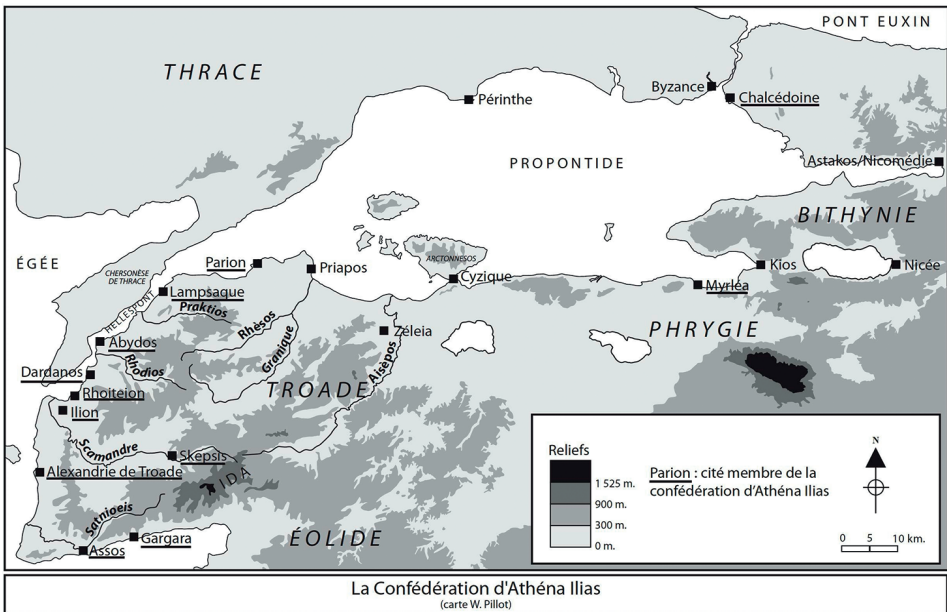 PONT EUXIN
THRACE
Byzance
Chalcédoine
Périnthe
PROPONTIDE
Astakos/Nicomédie
BITHYNIE
ÉGÉE
CHERSONÈSE
DE THRACE
Parion
Priapos
ARCTONNESOS
Cyzique
Kios
Nicée
Myrléa
Lampsaque
HELLESPONT
Praktios
Rhésos
Granique
Zéleia
PHRYGIE
Abydos
Rhodios
Aisèpos
Dardanos
TROADE
Rhoiteion
Ilion
Scamandre
Skepsis
Alexandrie de Troade
IDA
Satnioeis
Gargara
Assos
ÉOLIDE
Reliefs
1 525 m.
900 m.
300 m.
0 m.
Parion : cité membre de la
confédération d'Athéna Ilias
N
0 5 10 km.
La Confédération d'Athéna Ilias
(carte W. Pillot)